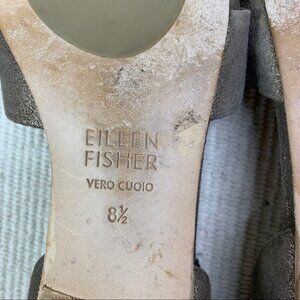 EILEEN
FISHER
VERO CUOIO
8½